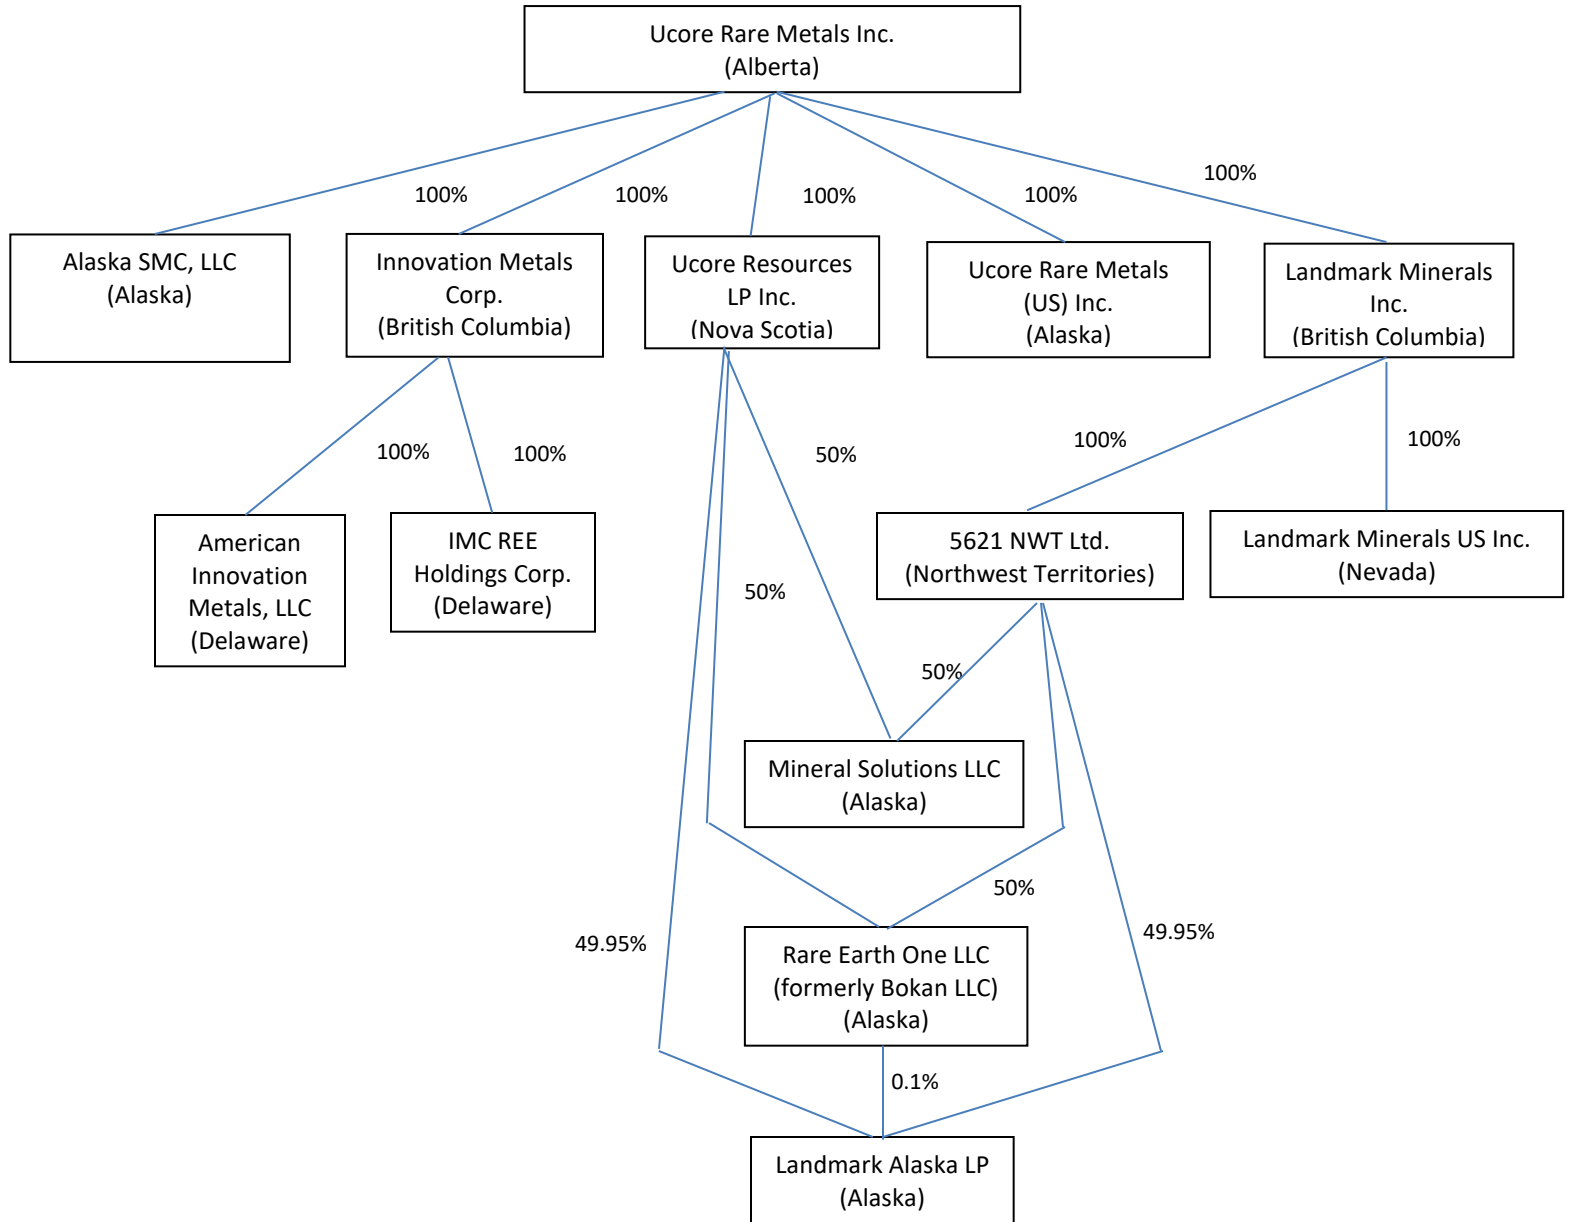 Ucore Rare Metals Inc.
(Alberta)
100%
100%
100%
100%
100%
Alaska SMC, LLC
(Alaska)
Innovation Metals
Corp.
(British Columbia)
Ucore Resources
LP Inc.
(Nova Scotia)
Ucore Rare Metals
(US) Inc.
(Alaska)
Landmark Minerals
Inc.
(British Columbia)
100%
100%
50%
100%
100%
American
Innovation
Metals, LLC
(Delaware)
IMC REE
Holdings Corp.
(Delaware)
5621 NWT Ltd.
(Northwest Territories)
Landmark Minerals US Inc.
(Nevada)
50%
50%
Mineral Solutions LLC
(Alaska)
50%
49.95%
49.95%
Rare Earth One LLC
(formerly Bokan LLC)
(Alaska)
0.1%
Landmark Alaska LP
(Alaska)